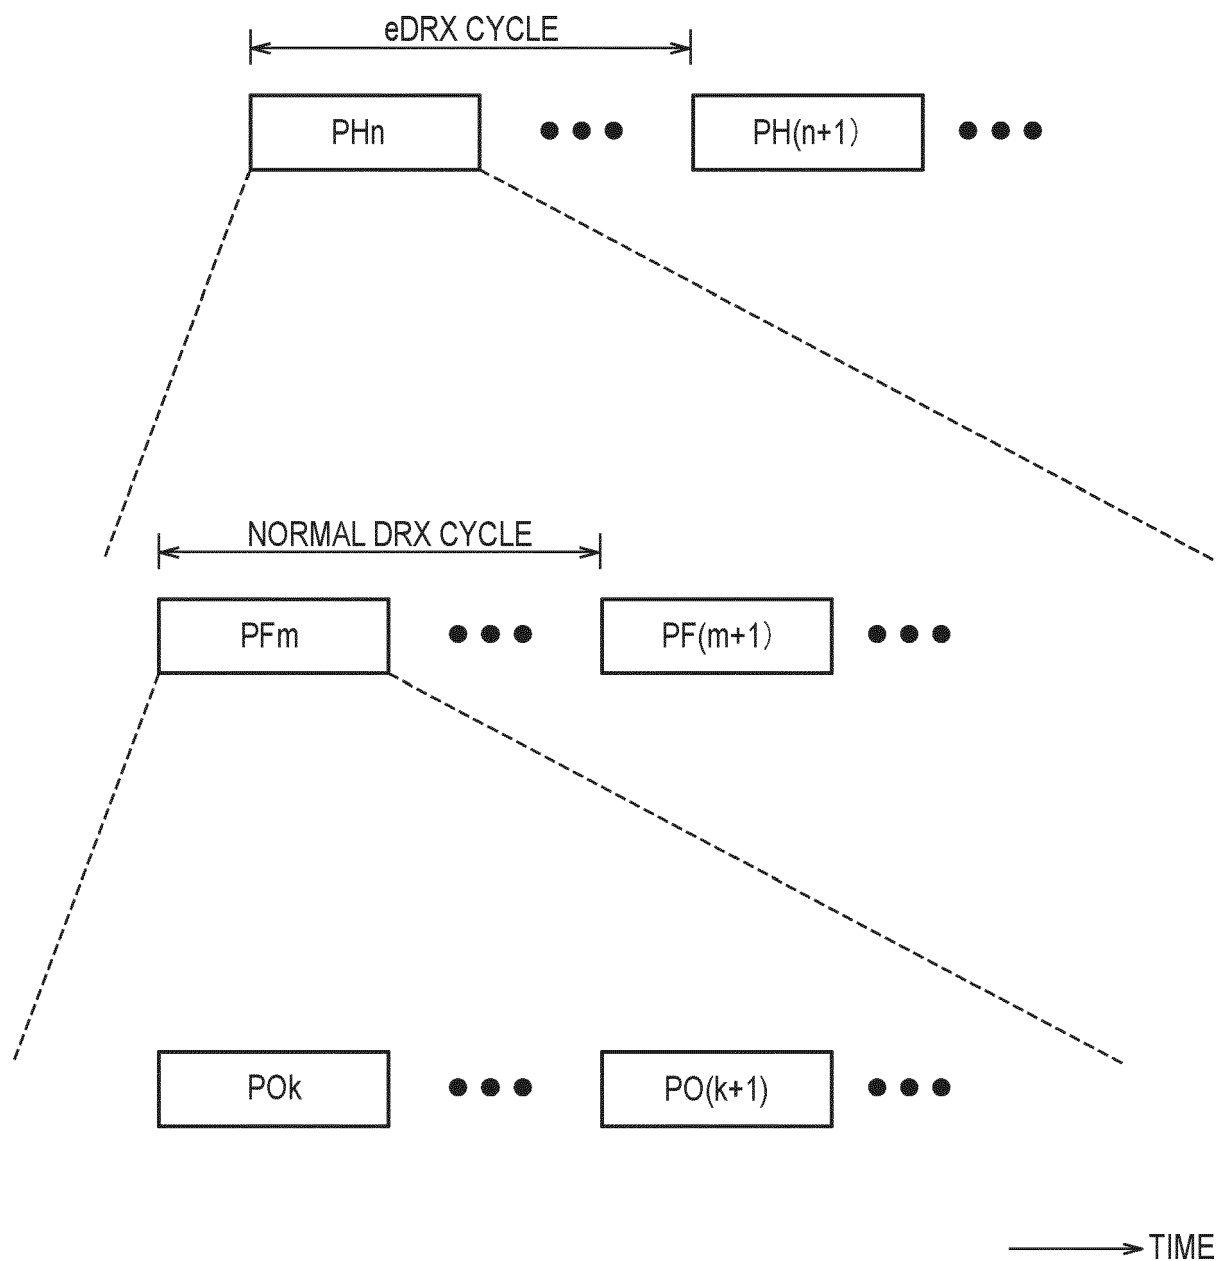 eDRX CYCLE
PHn
PH(n+1)
NORMAL DRX CYCLE
PFm
PF(m+1)
POk
PO(k+1)
TIME